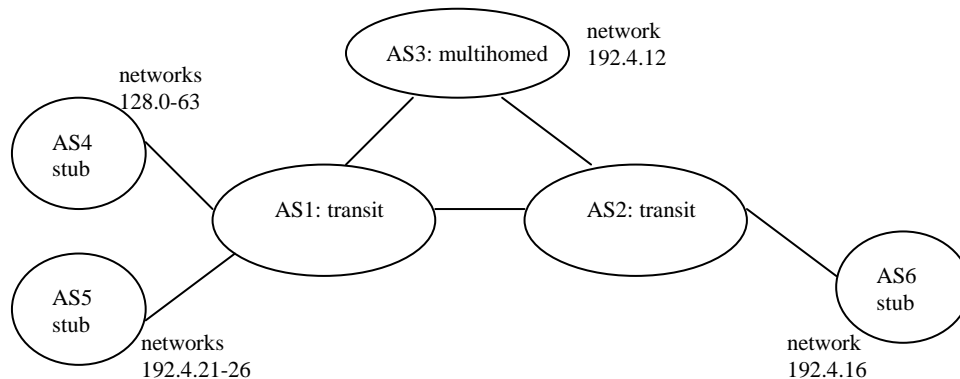 AS3: multihomed
network
192.4.12
networks
128.0-63
AS4
stub
AS1: transit
AS2: transit
AS5
stub
networks
192.4.21-26
AS6
stub
network
192.4.16